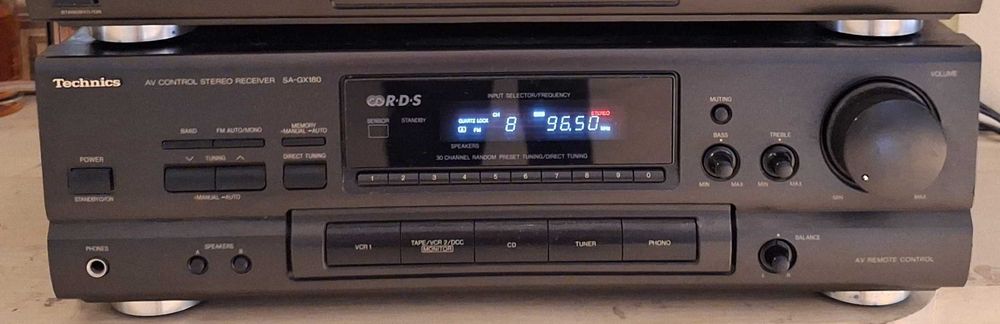 Technics
AV CONTROL STEREO RECEIVER SA-GX180
VOLUME
R·D·S
INPUT SELECTOR/FREQUENCY
SENSOR
STANDBY
QUARTZ LOCK
CH
STEREO
FM
8
96.50
MHz
SPEAKERS
30 CHANNEL RANDOM PRESET TUNING/DIRECT TUNING
1 2 3 4 5 6 7 8 9 0
BAND
FM AUTO/MONO
MEMORY
MANUAL AUTO
TUNING
DIRECT TUNING
MANUAL AUTO
POWER
STANDBY/ON
MUTING
BASS
TREBLE
MIN MAX
MIN MAX
MIN MAX
PHONES
SPEAKERS
A B
VCR 1
TAPE/VCR 2/DCC
MONITOR
CD
TUNER
PHONO
BALANCE
L R
AV REMOTE CONTROL